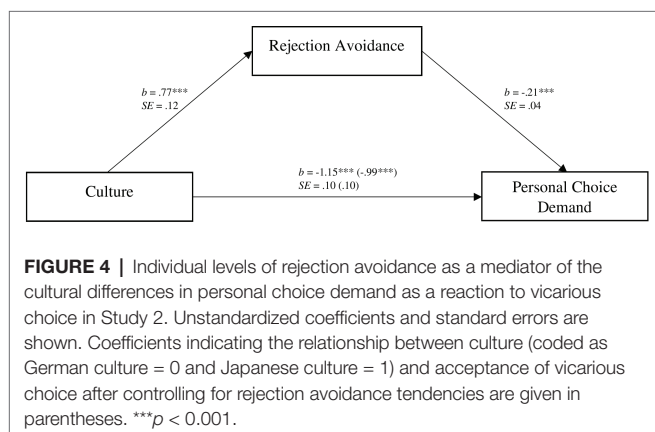 Rejection Avoidance
b = .77***
SE = .12
b = -.21***
SE = .04
b = -1.15*** (-.99***)
SE = .10 (.10)
Culture
Personal Choice
Demand
FIGURE 4 | Individual levels of rejection avoidance as a mediator of the
cultural differences in personal choice demand as a reaction to vicarious
choice in Study 2. Unstandardized coefficients and standard errors are
shown. Coefficients indicating the relationship between culture (coded as
German culture = 0 and Japanese culture = 1) and acceptance of vicarious
choice after controlling for rejection avoidance tendencies are given in
parentheses. ***p < 0.001.